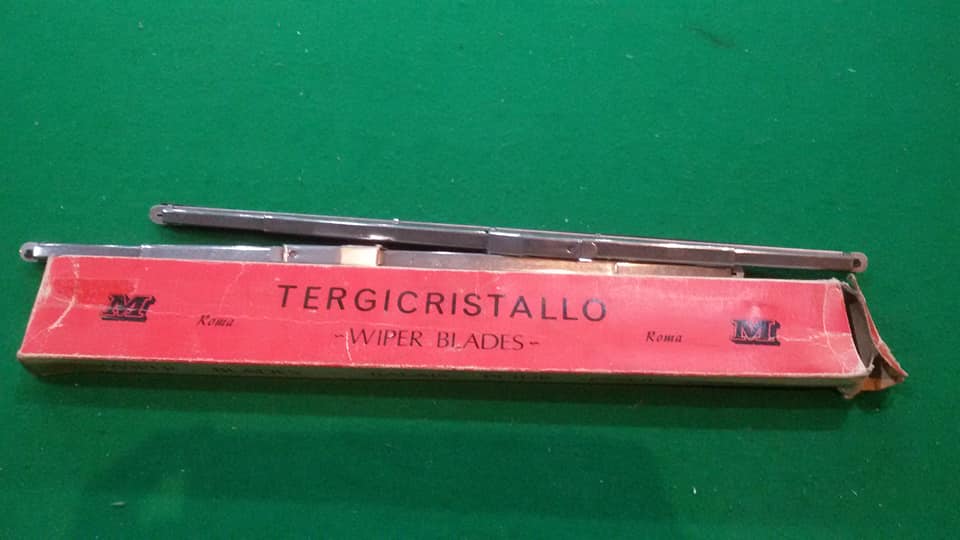 TERGICRISTALLO
M Roma ~WIPER BLADES~ Roma M